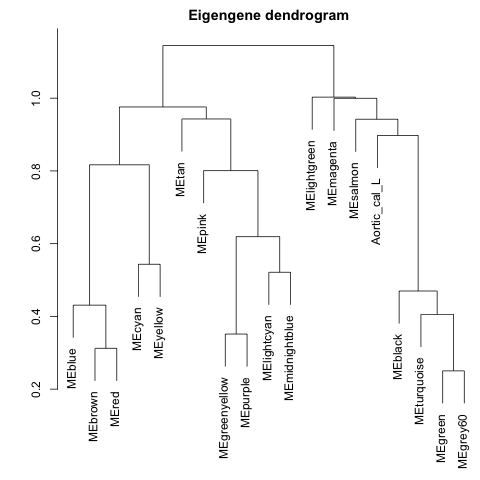 Eigengene dendrogram
1.0
0.8
0.6
0.4
0.2
MEblue
MEbrown
MEred
MEcyan
MEyellow
MEtan
MEpink
MEgreenyellow
MEpurple
MElightcyan
MEmidnightblue
MElightgreen
MEmagenta
MEsalmon
Aortic_cal_L
MEblack
MEturquoise
MEgreen
MEgrey60